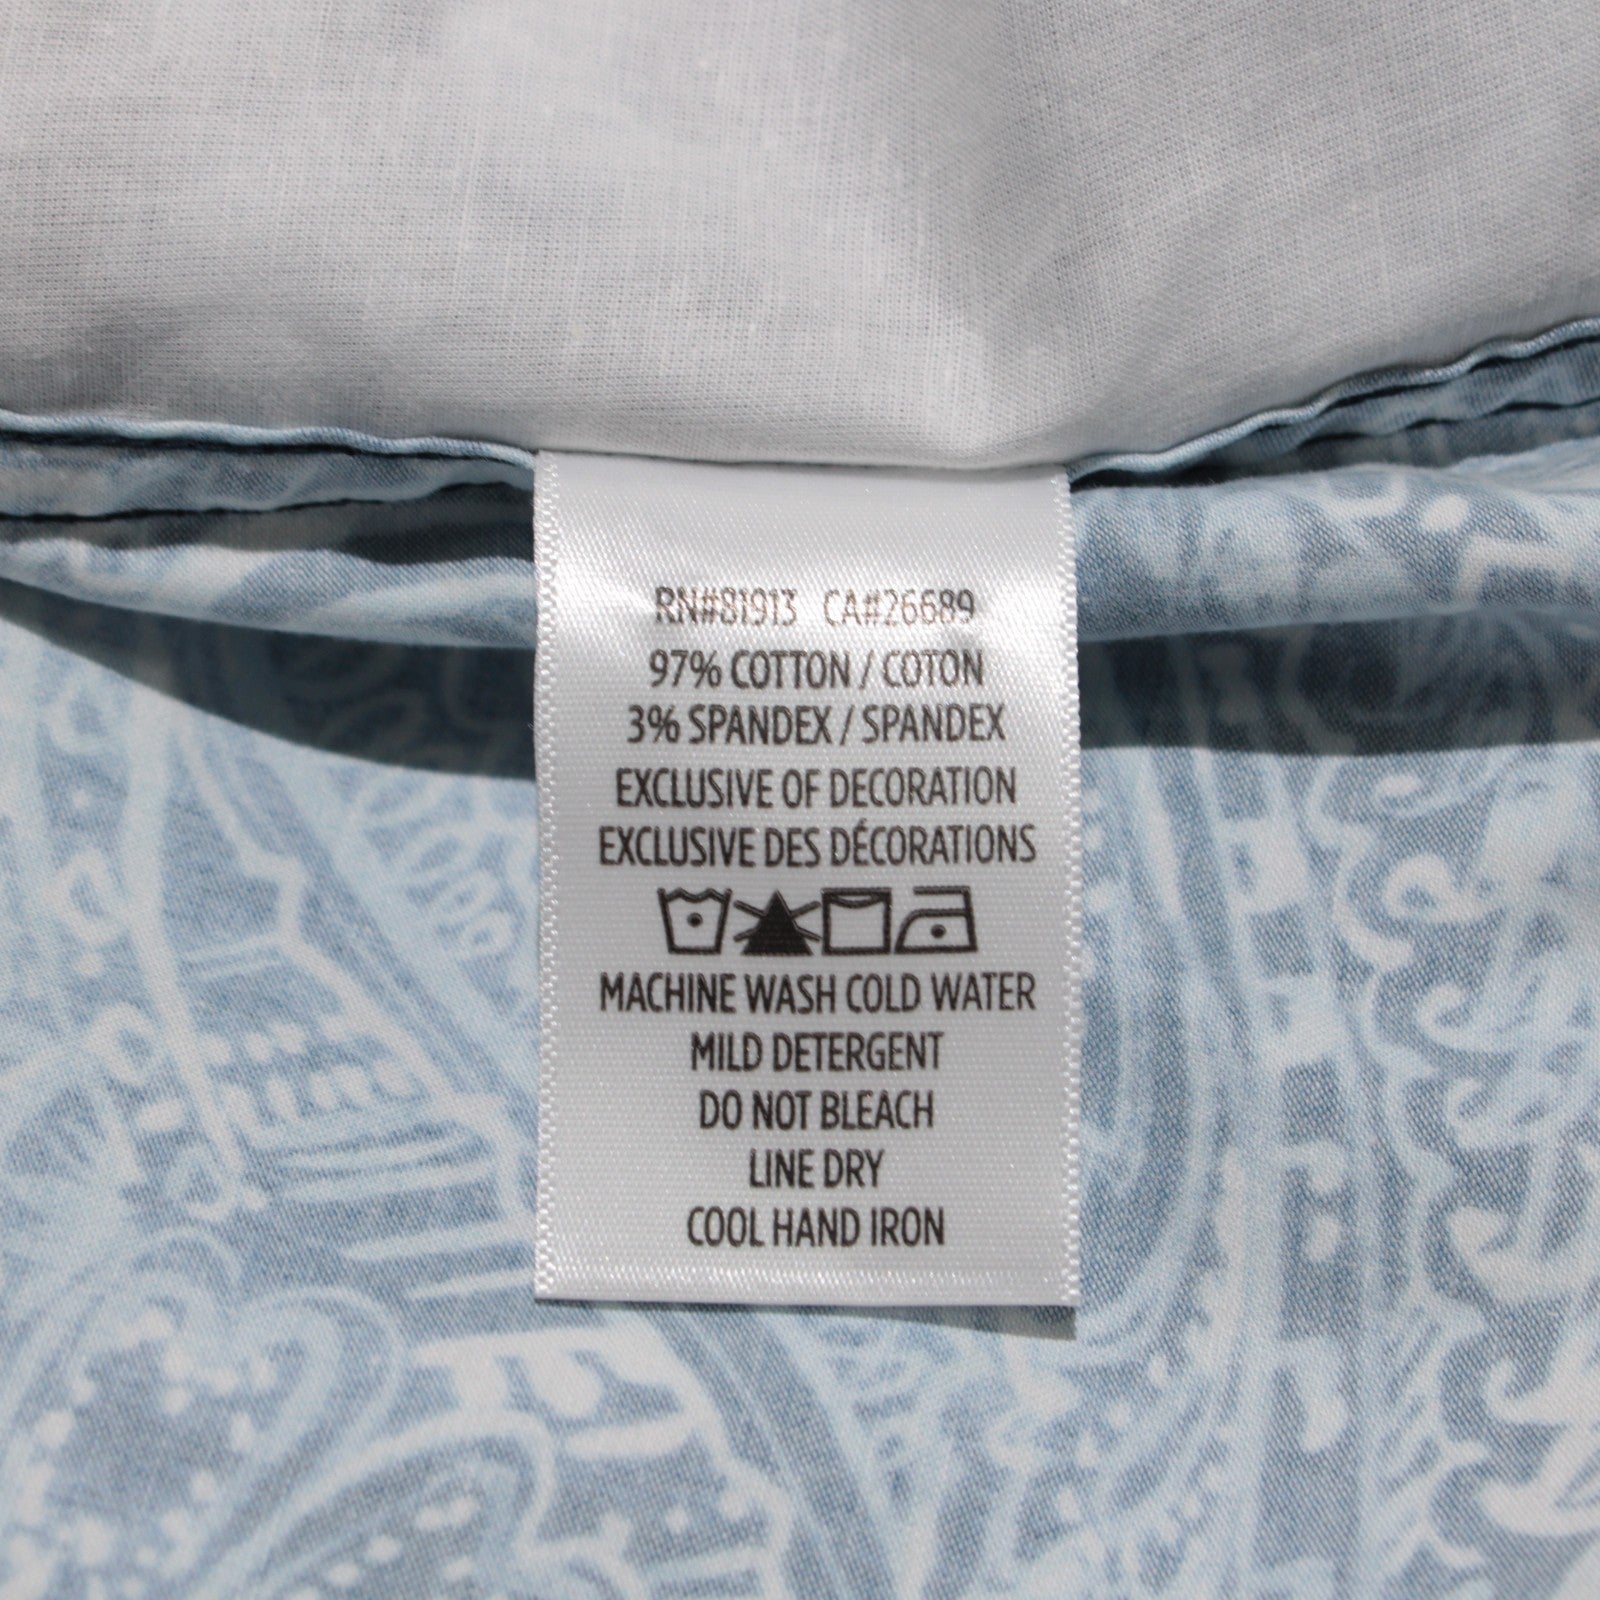 RN#81913 CA#26689
97% COTTON / COTON
3% SPANDEX / SPANDEX
EXCLUSIVE OF DECORATION
EXCLUSIVE DES DÉCORATIONS
MACHINE WASH COLD WATER
MILD DETERGENT
DO NOT BLEACH
LINE DRY
COOL HAND IRON